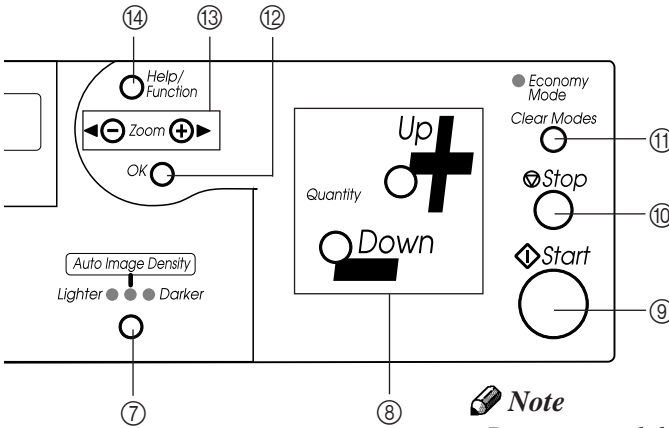 ⑭ ⑬ ⑫
Help/
Function
Zoom
OK
Auto Image Density
Lighter Darker
⑦
Up
Quantity
Down
⑧
Economy
Mode
Clear Modes
⑪
Stop
⑩
Start
⑨
Note